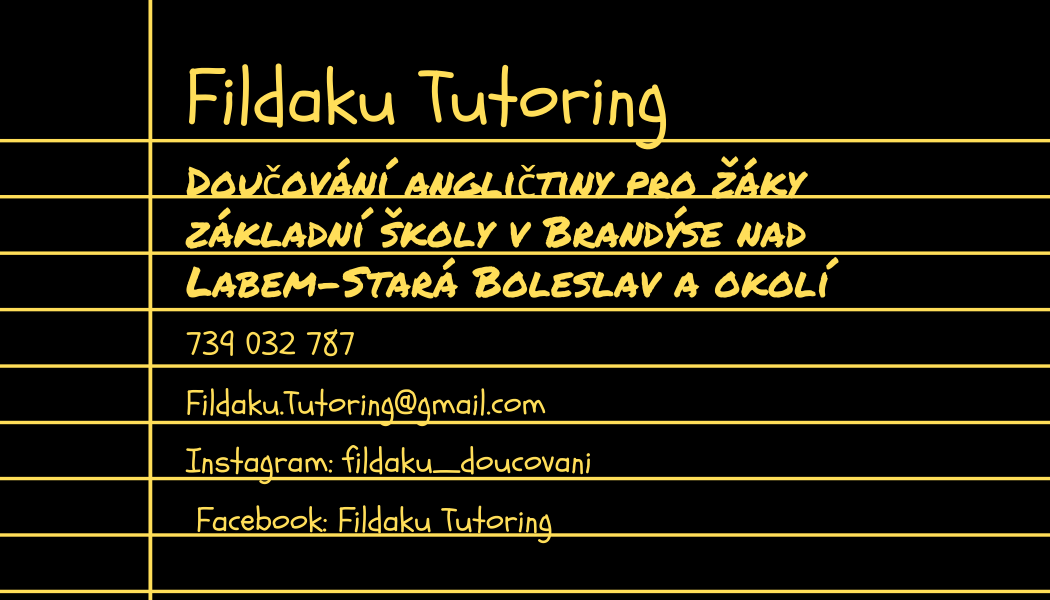 Fildaku Tutoring
Doučování angličtiny pro žáky
základní školy v Brandýse nad
Labem-Stará Boleslav a okolí
739 032 787
Fildaku.Tutoring@gmail.com
Instagram: fildaku_doucovani
Facebook: Fildaku Tutoring